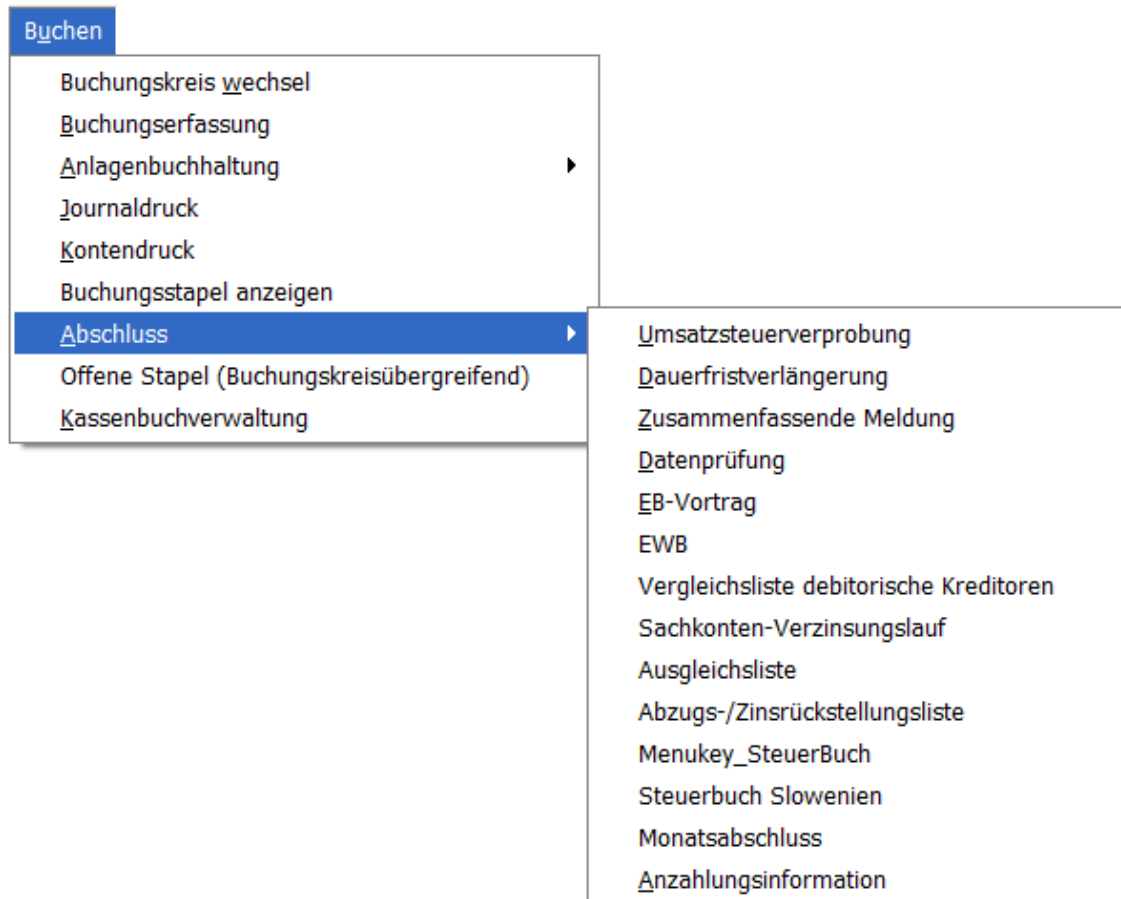 Buchen
Buchungskreis wechsel
Buchungserfassung
Anlagenbuchhaltung
Journaldruck
Kontendruck
Buchungsstapel anzeigen
Abschluss
Offene Stapel (Buchungskreisübergreifend)
Kassenbuchverwaltung
Umsatzsteuerverprobung
Dauerfristverlängerung
Zusammenfassende Meldung
Datenprüfung
EB-Vortrag
EWB
Vergleichsliste debitorische Kreditoren
Sachkonten-Verzinsungslauf
Ausgleichsliste
Abzugs-/Zinsrückstellungsliste
Menukey_SteuerBuch
Steuerbuch Slowenien
Monatsabschluss
Anzahlungsinformation